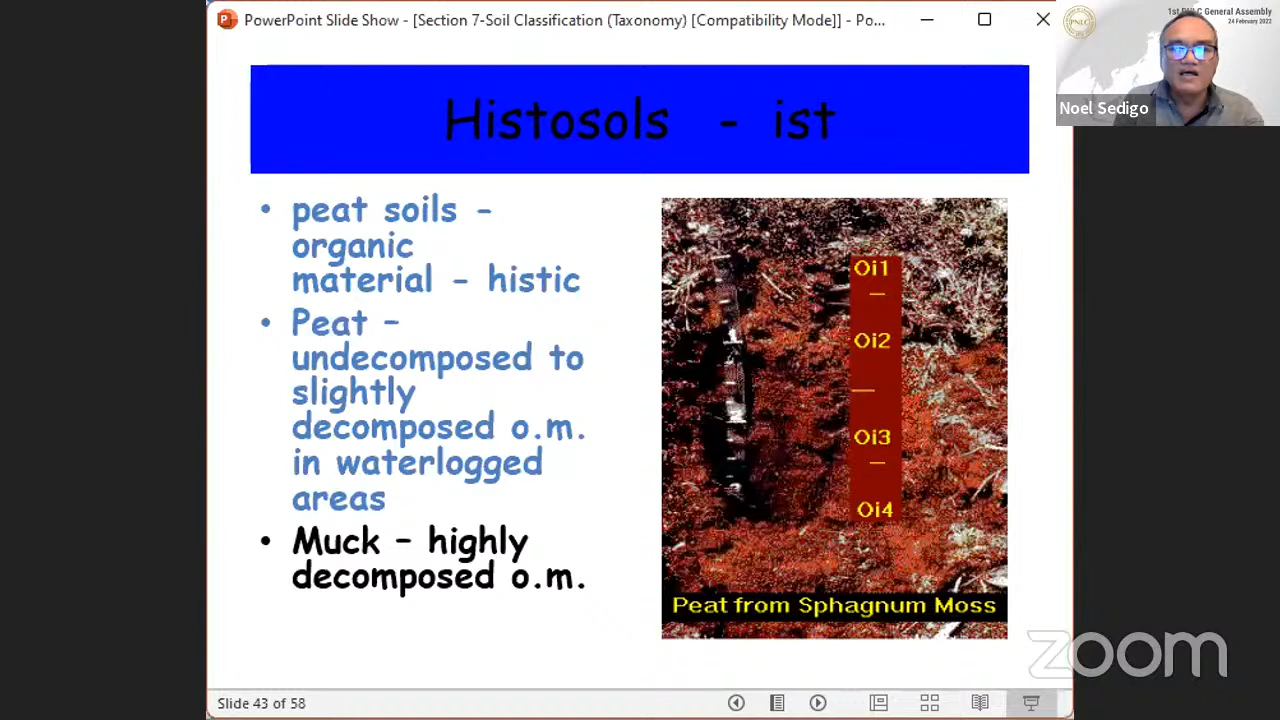 PowerPoint Slide Show - [Section 7-Soil Classification (Taxonomy) [Compatibility Mode]] - Po...
1st PNLC General Assembly
24 February 2022
Noel Sedigo
Histosols - ist
• peat soils –
organic
material – histic
• Peat –
undecomposed to
slightly
decomposed o.m.
in waterlogged
areas
• Muck – highly
decomposed o.m.
Oi1
Oi2
Oi3
Oi4
Peat from Sphagnum Moss
zoom
Slide 43 of 58